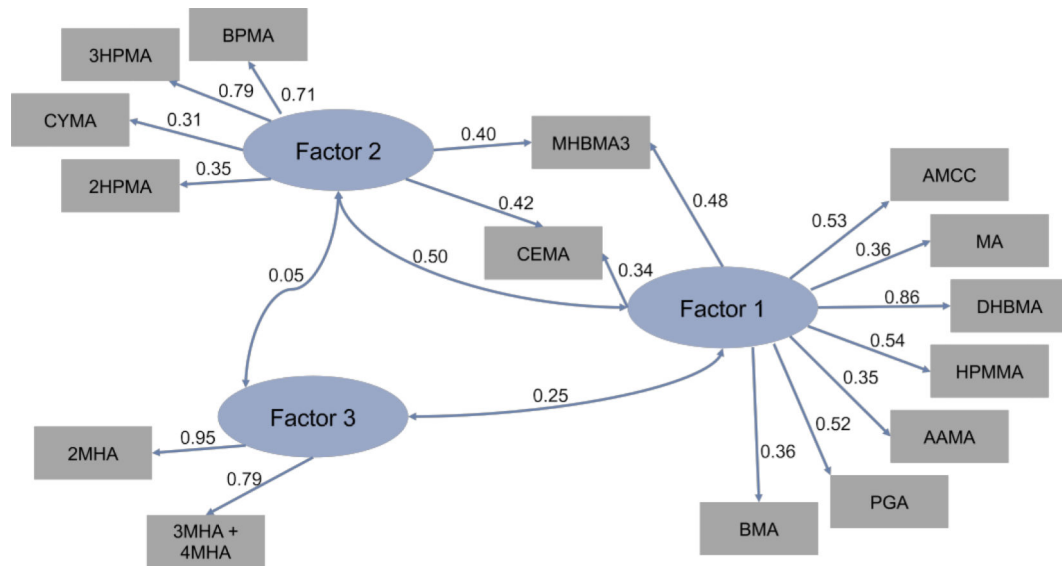 BPMA
3HPMA
0.79
0.71
CYMA
0.31
Factor 2
0.40
MHBMA3
2HPMA
0.35
AMCC
0.42
0.48
0.53
MA
CEMA
0.36
0.50
0.34
0.05
Factor 1
0.86
DHBMA
0.54
HPMMA
0.35
0.25
Factor 3
0.52
AAMA
0.95
2MHA
0.36
0.79
PGA
BMA
3MHA +
4MHA